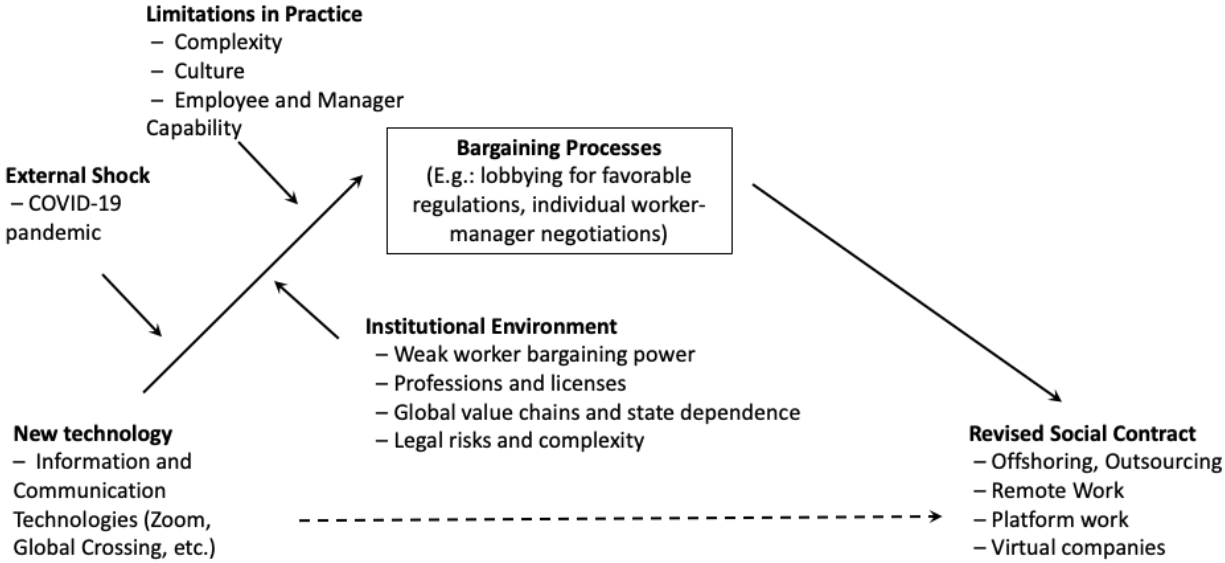 Limitations in Practice
– Complexity
– Culture
– Employee and Manager
Capability
External Shock
– COVID-19
pandemic
Bargaining Processes
(E.g.: lobbying for favorable
regulations, individual worker-
manager negotiations)
Institutional Environment
– Weak worker bargaining power
– Professions and licenses
– Global value chains and state dependence
– Legal risks and complexity
New technology
– Information and
Communication
Technologies (Zoom,
Global Crossing, etc.)
Revised Social Contract
– Offshoring, Outsourcing
– Remote Work
– Platform work
– Virtual companies